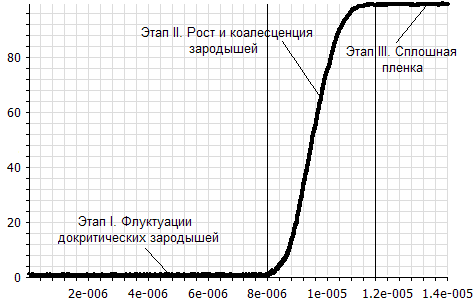 Этап II. Рост и коалесценция
зародышей
Этап III. Сплошная
пленка
Этап I. Флуктуации
докритических зародышей
80
60
40
20
0
2e-006 4e-006 6e-006 8e-006 1e-005 1.2e-005 1.4e-005